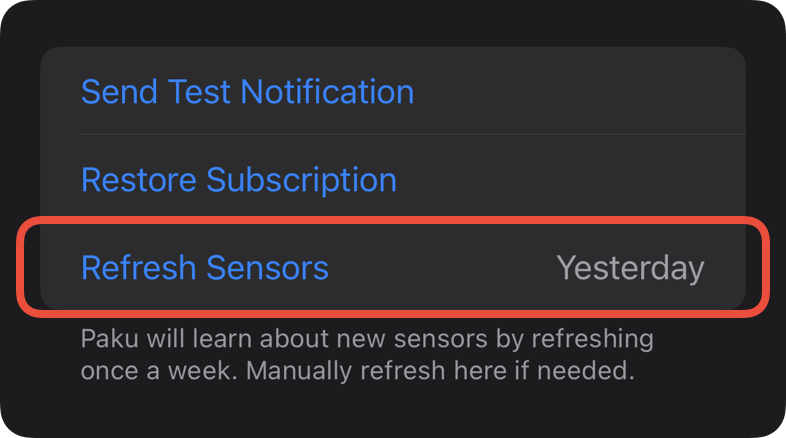 Send Test Notification
Restore Subscription
Refresh Sensors Yesterday
Paku will learn about new sensors by refreshing
once a week. Manually refresh here if needed.